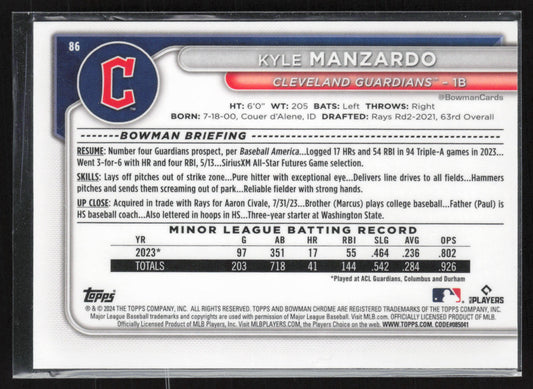 86
C
KYLE MANZARDO
CLEVELAND GUARDIANS™ – 1B
@BowmanCards
HT: 6'0" WT: 205 BATS: Left THROWS: Right
BORN: 7-18-00, Couer d'Alene, ID DRAFTED: Rays Rd2-2021, 63rd Overall
BOWMAN BRIEFING
RESUME: Number four Guardians prospect, per Baseball America...Logged 17 HRs and 54 RBI in 94 Triple-A games in 2023...
Went 3-for-6 with HR and four RBI, 5/13...SiriusXM All-Star Futures Game selection.
SKILLS: Lays off pitches out of strike zone...Pure hitter with exceptional eye...Delivers line drives to all fields...Hammers
pitches and sends them screaming out of park...Reliable fielder with strong hands.
UP CLOSE: Acquired in trade with Rays for Aaron Civale, 7/31/23...Brother (Marcus) plays college baseball...Father (Paul) is
HS baseball coach...Also lettered in hoops in HS...Three-year starter at Washington State.
MINOR LEAGUE BATTING RECORD
YR G AB HR RBI SLG AVG OPS
2023* 97 351 17 55 .464 .236 .802
TOTALS 203 718 41 144 .542 .284 .926
*Played at ACL Guardians, Columbus and Durham
Topps
MLB PLAYERS
® & © 2024 THE TOPPS COMPANY, INC. ALL RIGHTS RESERVED. TOPPS AND BOWMAN CHROME ARE REGISTERED TRADEMARKS OF THE TOPPS COMPANY, INC.
Major League Baseball trademarks and copyrights are used with permission of Major League Baseball. Visit MLB.com. OFFICIALLY LICENSED PRODUCT OF MLB.
Officially Licensed Product of MLB Players, Inc. Visit MLBPLAYERS.com, the Players Choice on the web. WWW.TOPPS.COM. CODE#085041